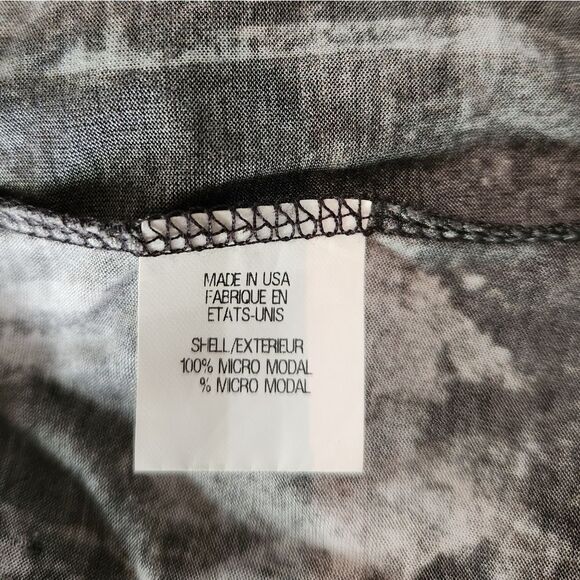 MADE IN USA
FABRIQUE EN
ETATS-UNIS
SHELL/EXTERIEUR
100% MICRO MODAL
% MICRO MODAL